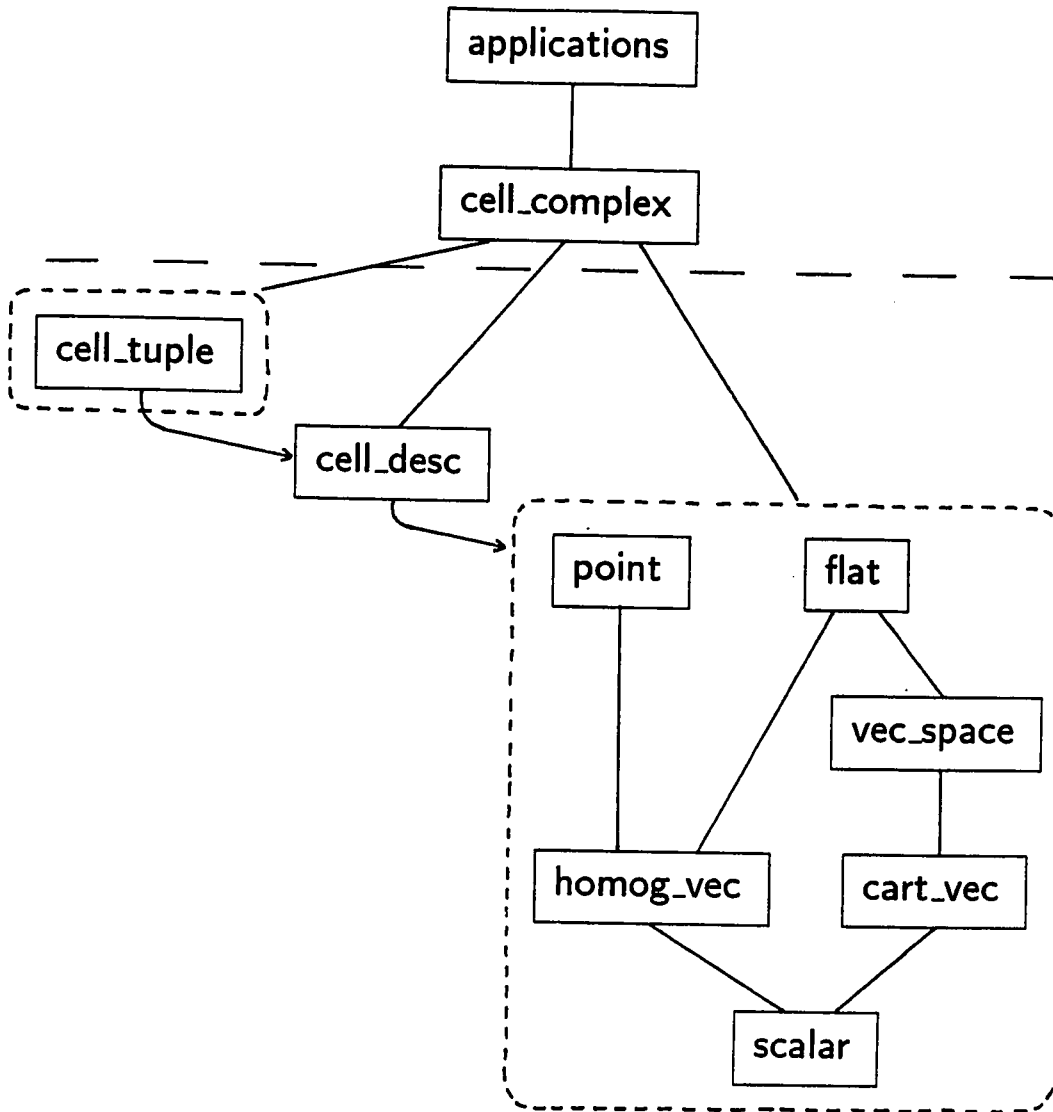 applications
cell_complex
cell_tuple
cell_desc
point
flat
vec_space
homog_vec
cart_vec
scalar